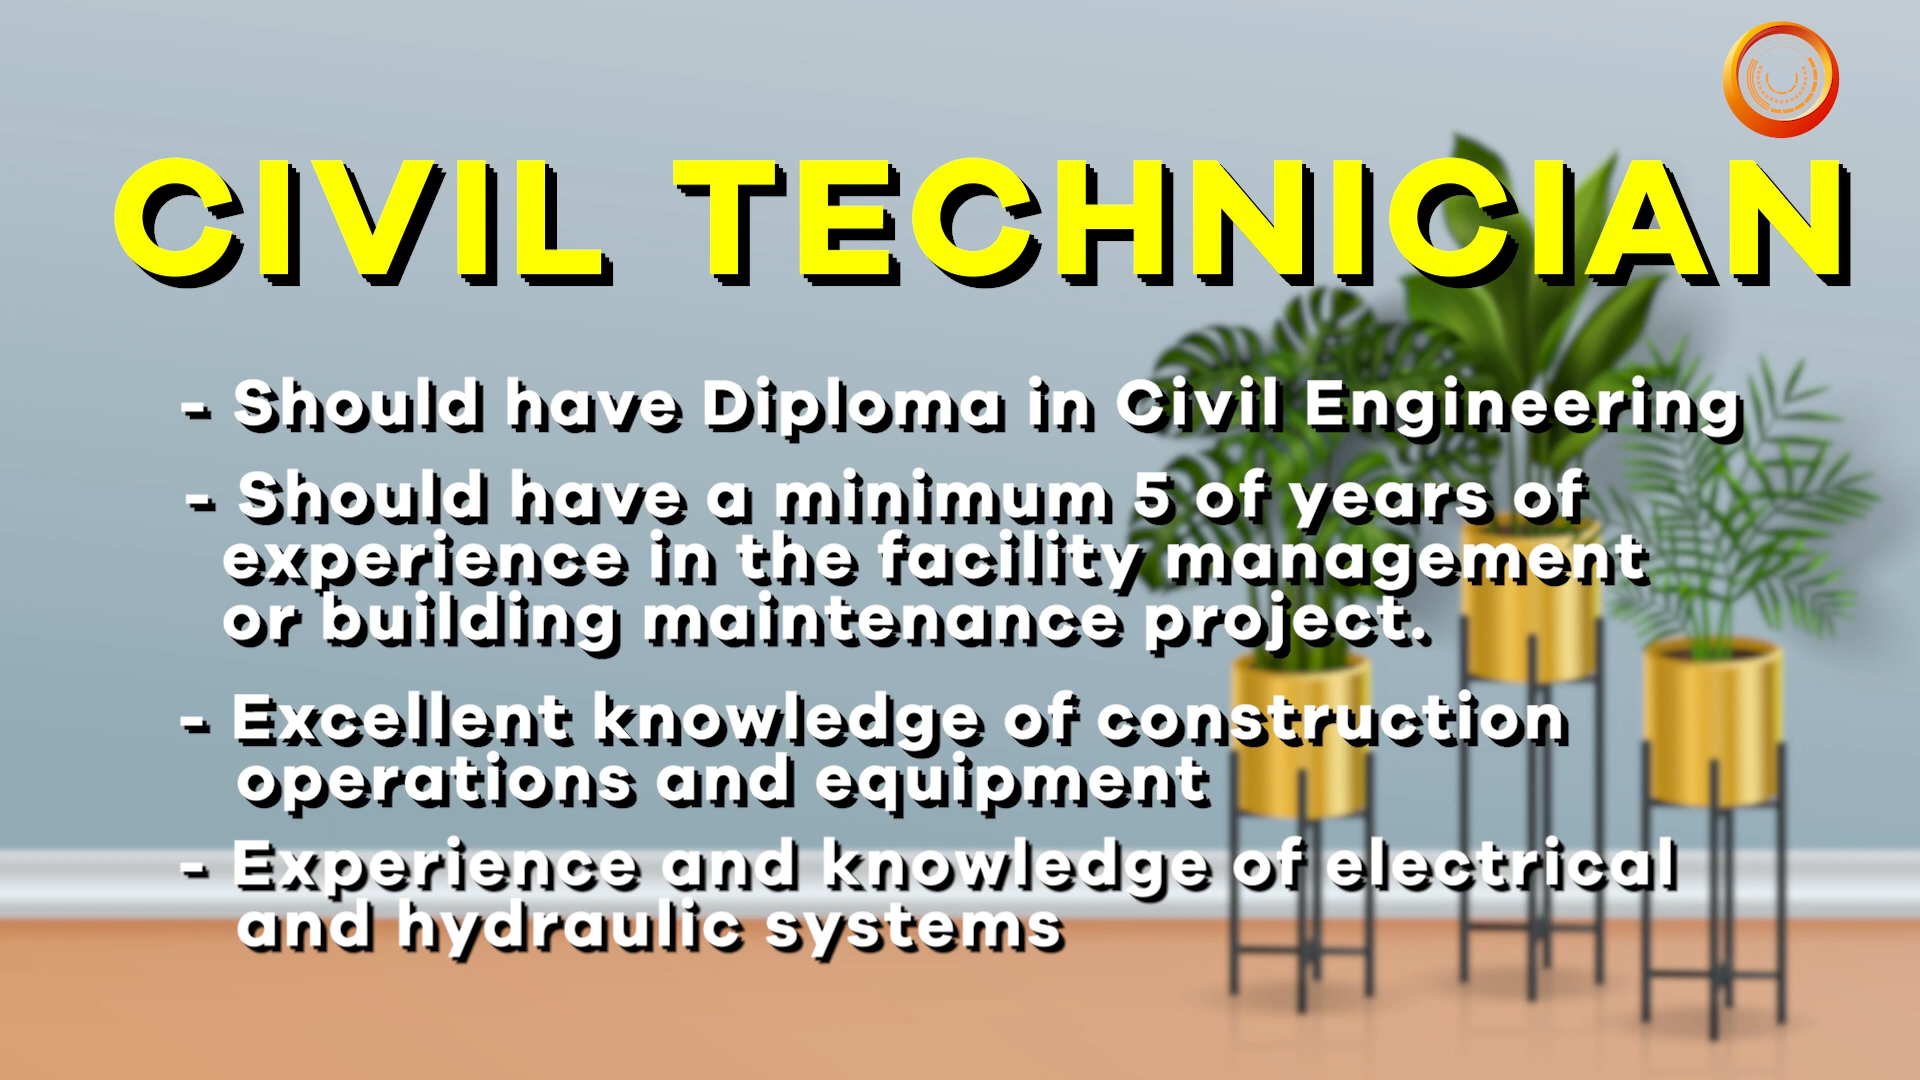 CIVIL TECHNICIAN
- Should have Diploma in Civil Engineering
- Should have a minimum 5 of years of
experience in the facility management
or building maintenance project.
- Excellent knowledge of construction
operations and equipment
- Experience and knowledge of electrical
and hydraulic systems